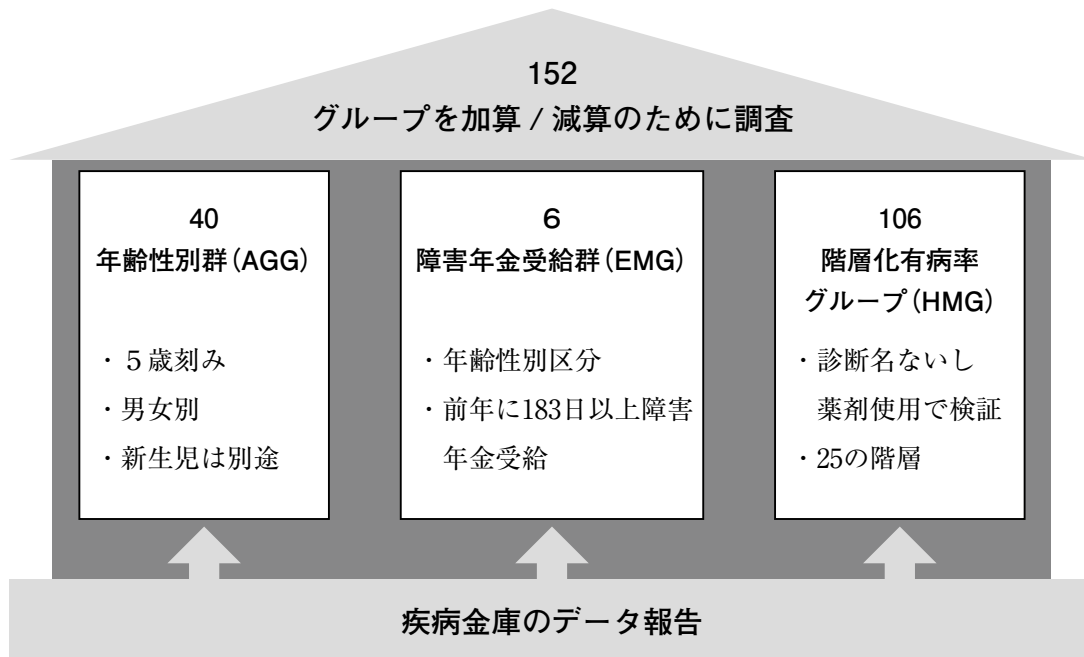 152
グループを加算 / 減算のために調査
40
年齢性別群（AGG）
・５歳刻み
・男女別
・新生児は別途
6
障害年金受給群（EMG）
・年齢性別区分
・前年に183日以上障害
年金受給
106
階層化有病率
グループ（HMG）
・診断名ないし
薬剤使用で検証
・25の階層
疾病金庫のデータ報告